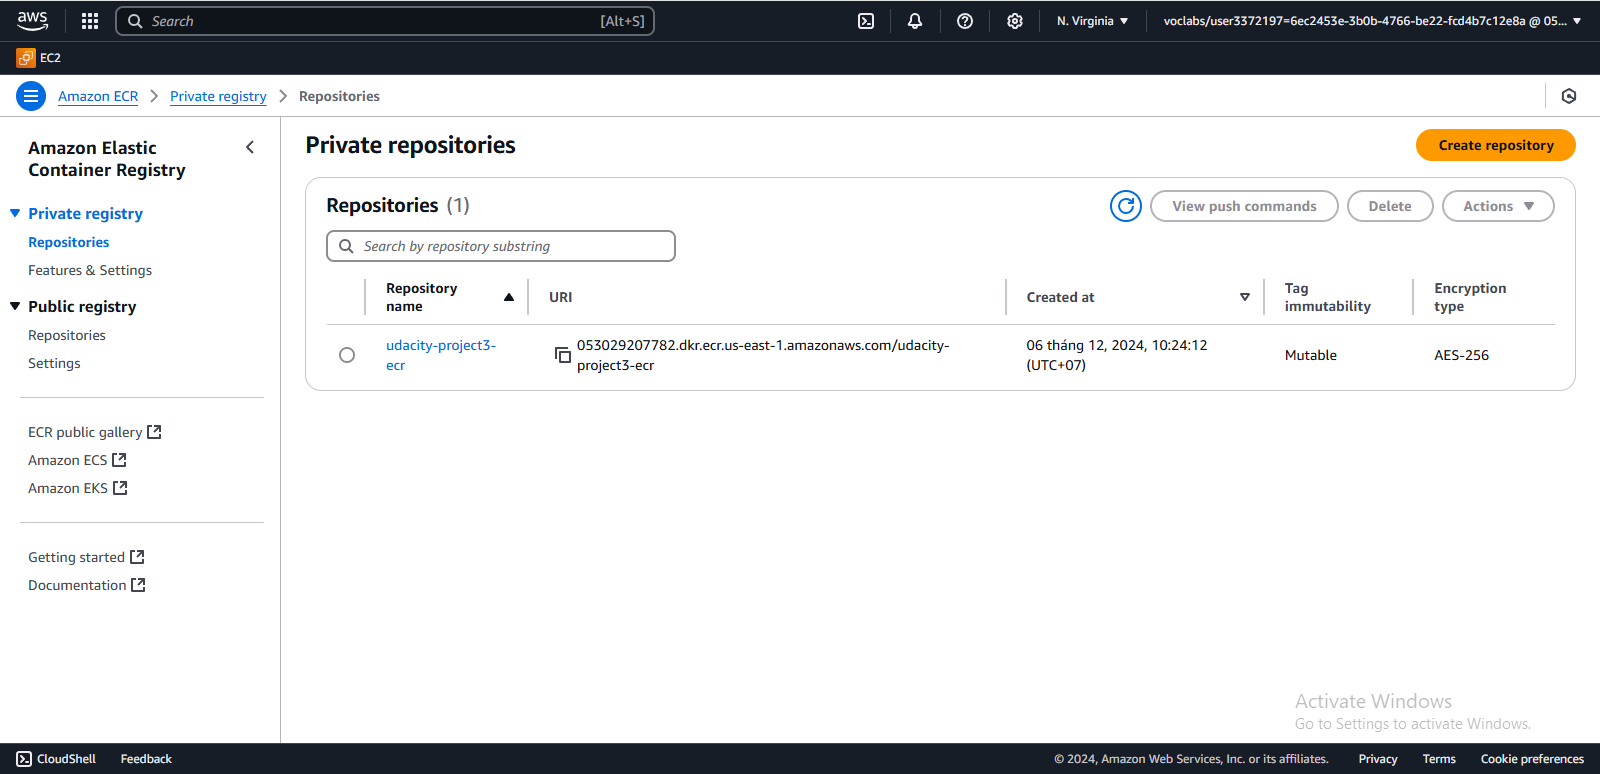 aws
Search [Alt+S]
N. Virginia
voclabs/user3372197=6ec2453e-3b0b-4766-be22-fcd4b7c12e8a @ 05...
EC2
Amazon ECR
Private registry
Repositories
Amazon Elastic
Container Registry
Private registry
Repositories
Features & Settings
Public registry
Repositories
Settings
ECR public gallery
Amazon ECS
Amazon EKS
Getting started
Documentation
Private repositories
Create repository
Repositories (1)
View push commands
Delete
Actions
Search by repository substring
Repository
name
URI
Created at
Tag
immutability
Encryption
type
udacity-project3-
ecr
053029207782.dkr.ecr.us-east-1.amazonaws.com/udacity-
project3-ecr
06 tháng 12, 2024, 10:24:12
(UTC+07)
Mutable
AES-256
Activate Windows
Go to Settings to activate Windows.
CloudShell
Feedback
© 2024, Amazon Web Services, Inc. or its affiliates.
Privacy
Terms
Cookie preferences